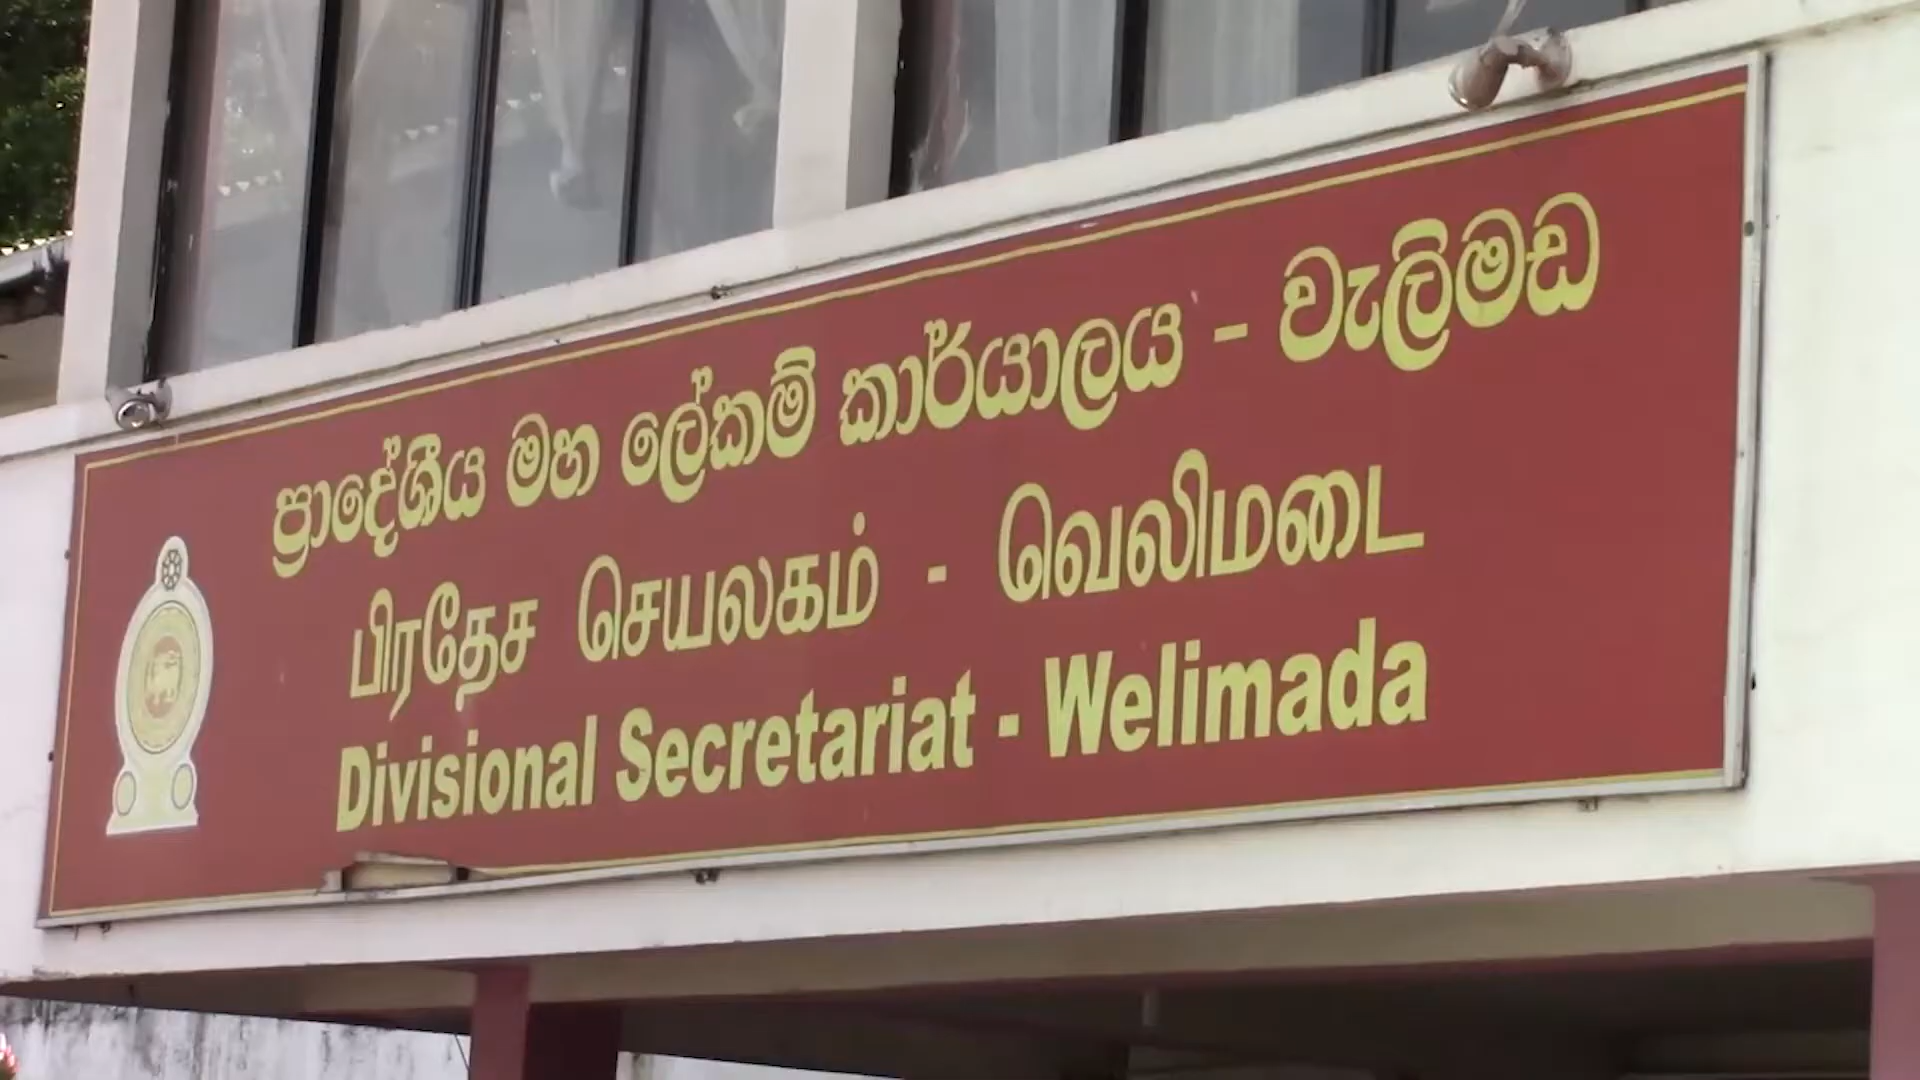 ප්‍රාදේශීය මහ ලේකම් කාර්යාලය - වැලිමඩ
பிரதேச செயலகம் - வெலிமடை
Divisional Secretariat - Welimada